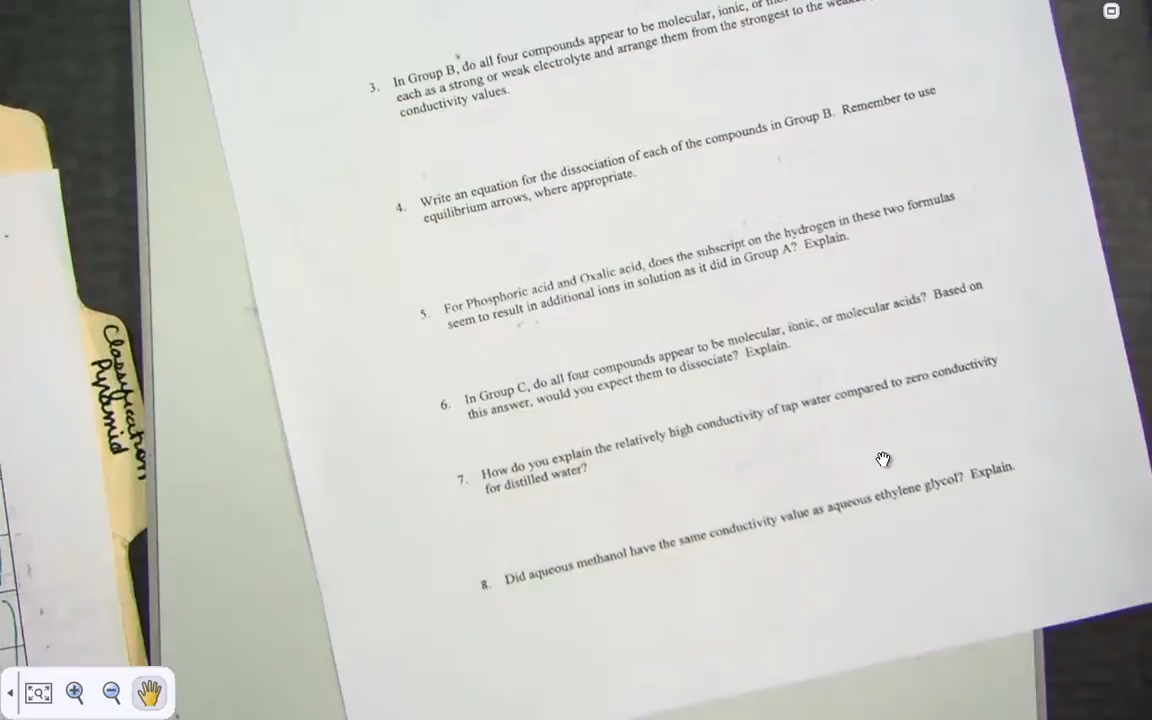 3. In Group B, do all four compounds appear to be molecular, ionic, or
each as a strong or weak electrolyte and arrange them from the strongest to the
conductivity values.
4. Write an equation for the dissociation of each of the compounds in Group B. Remember to use
equilibrium arrows, where appropriate.
5. For Phosphoric acid and Oxalic acid, does the subscript on the hydrogen in these two formulas
seem to result in additional ions in solution as it did in Group A? Explain.
6. In Group C, do all four compounds appear to be molecular, ionic, or molecular acids? Based on
this answer, would you expect them to dissociate? Explain.
7. How do you explain the relatively high conductivity of tap water compared to zero conductivity
for distilled water?
8. Did aqueous methanol have the same conductivity value as aqueous ethylene glycol? Explain.
Classification
Pyramid